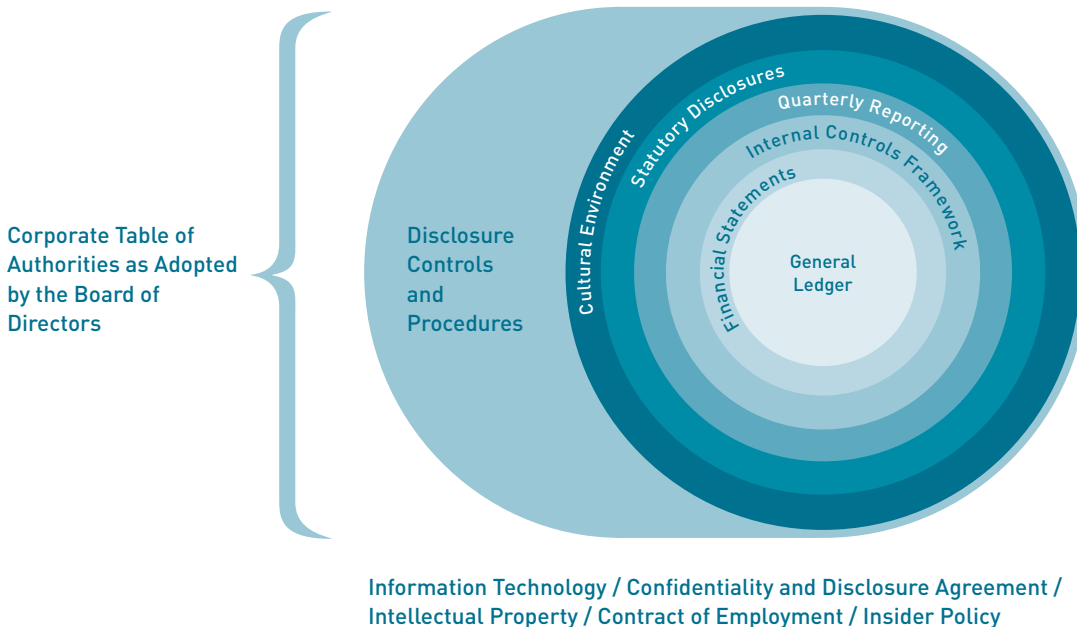 Corporate Table of
Authorities as Adopted
by the Board of
Directors
Disclosure
Controls
and
Procedures
Cultural Environment
Statutory Disclosures
Quarterly Reporting
Internal Controls Framework
Financial Statements
General
Ledger
Information Technology / Confidentiality and Disclosure Agreement /
Intellectual Property / Contract of Employment / Insider Policy